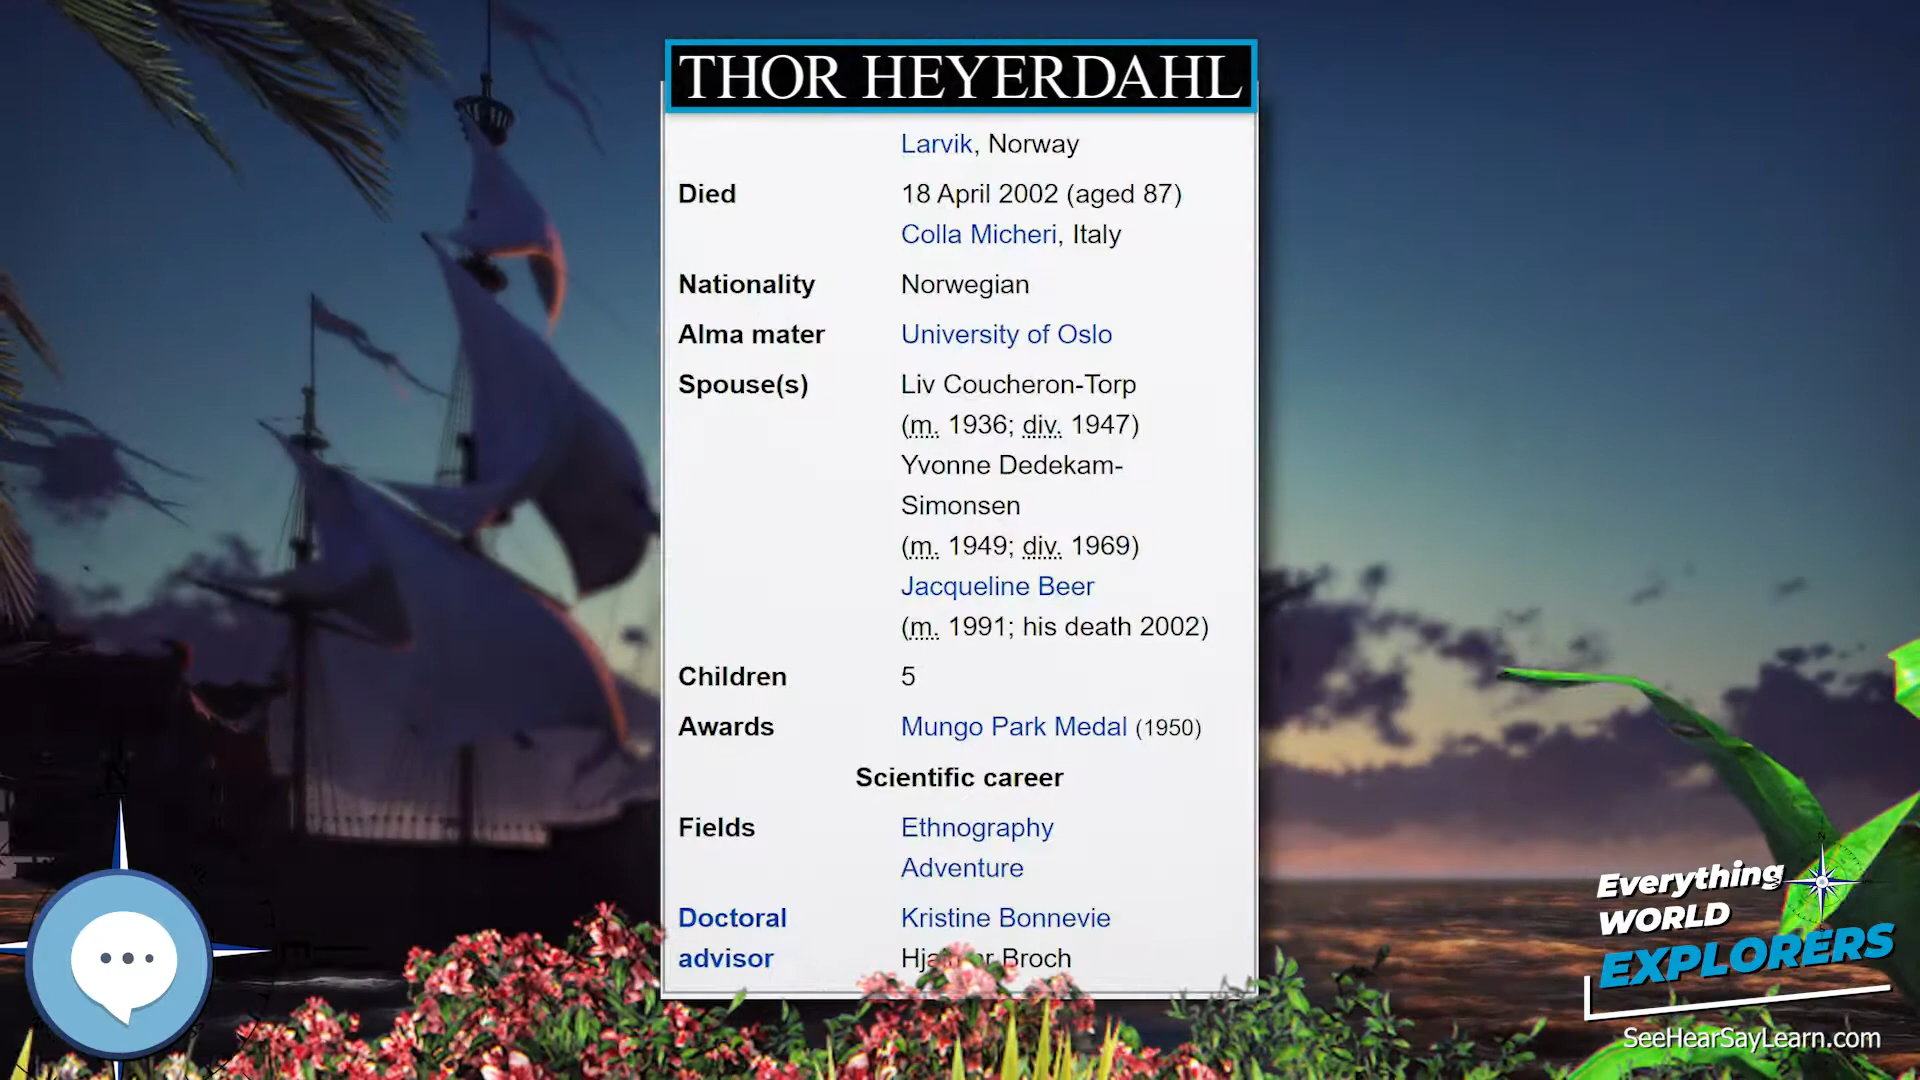 THOR HEYERDAHL
Larvik, Norway
Died 18 April 2002 (aged 87)
Colla Micheri, Italy
Nationality Norwegian
Alma mater University of Oslo
Spouse(s) Liv Coucheron-Torp
(m. 1936; div. 1947)
Yvonne Dedekam-
Simonsen
(m. 1949; div. 1969)
Jacqueline Beer
(m. 1991; his death 2002)
Children 5
Awards Mungo Park Medal (1950)
Scientific career
Fields Ethnography
Adventure
Doctoral Kristine Bonnevie
advisor Broch
N
Everything
WORLD
EXPLORERS
SeeHearSayLearn.com